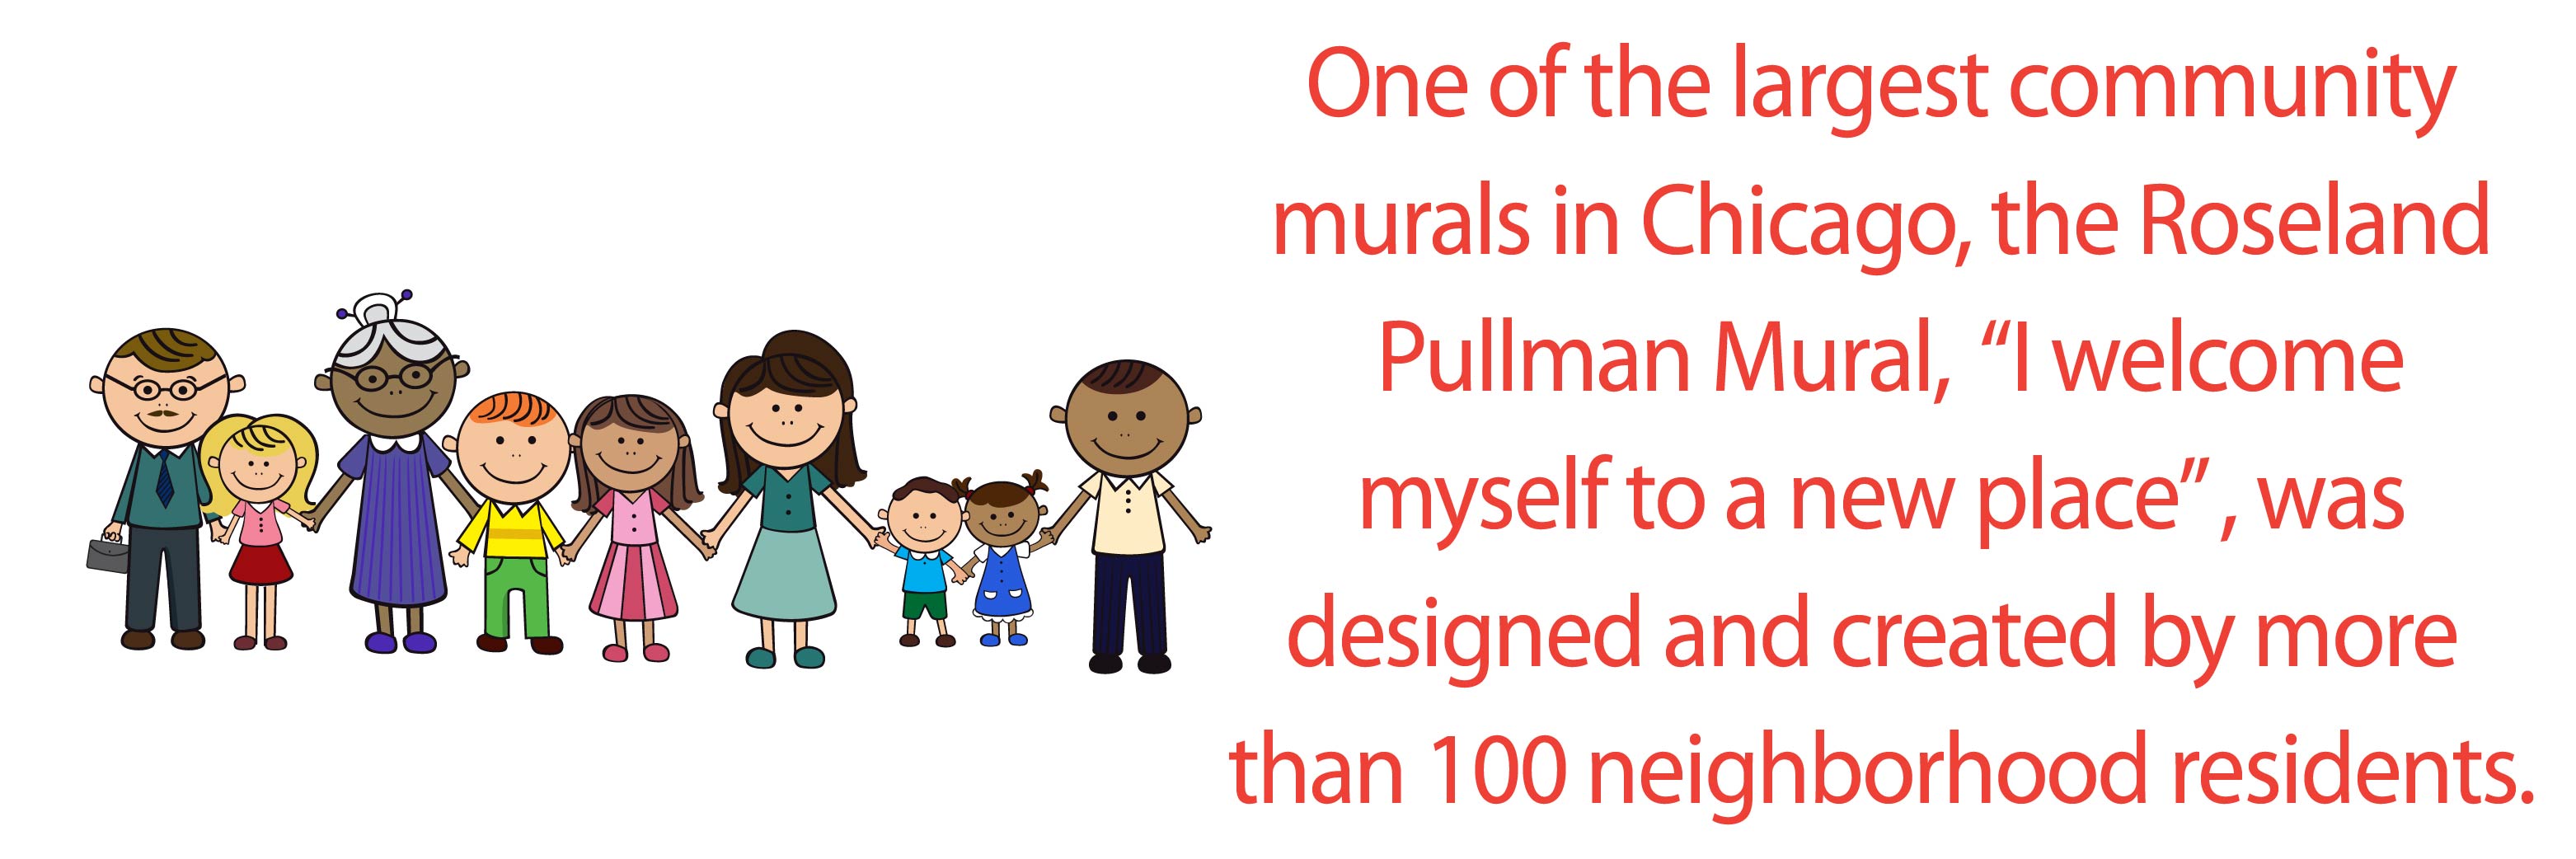 One of the largest community
murals in Chicago, the Roseland
Pullman Mural, “I welcome
myself to a new place” , was
designed and created by more
than 100 neighborhood residents.